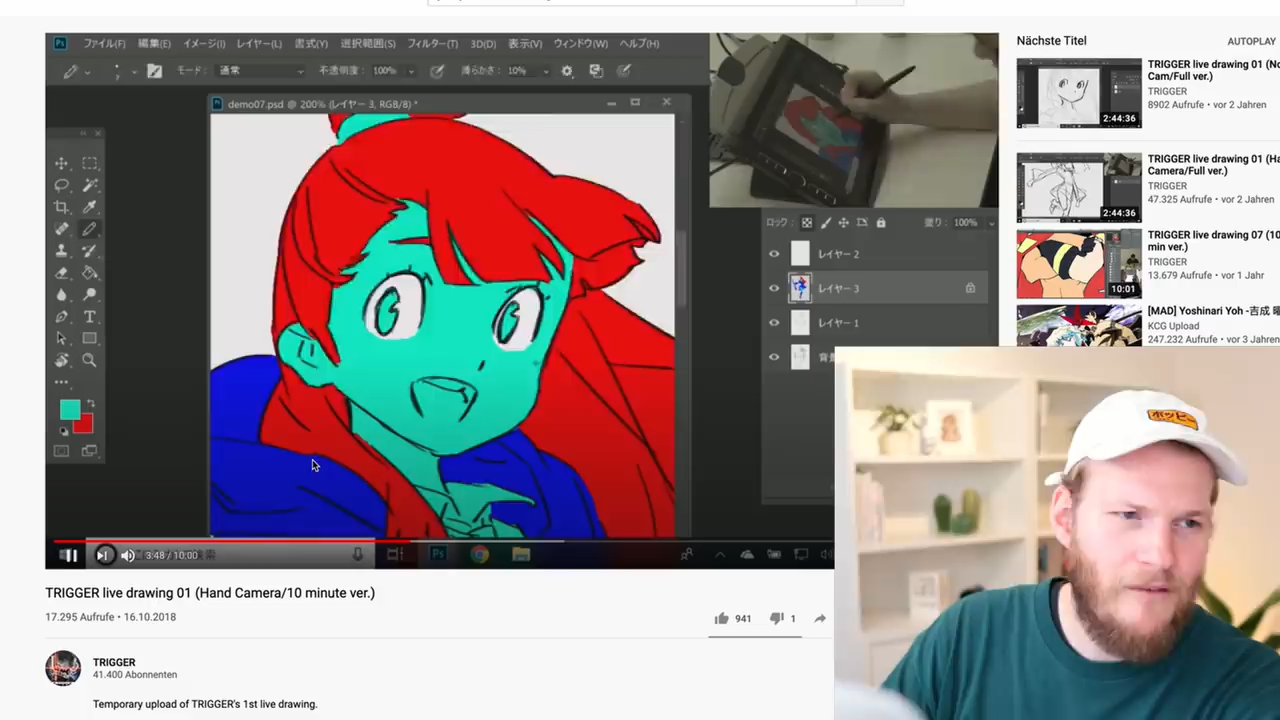 ファイル(F) 編集(E) イメージ(I) レイヤー(L) 書式(Y) 選択範囲(S) フィルター(T) 3D(D) 表示(V) ウィンドウ(W) ヘルプ(H)
モード： 通常 不透明度： 100% 滑らかさ： 10%
demo07.psd @ 200% (レイヤー 3, RGB/8) *
ロック： 塗り： 100%
レイヤー 2
レイヤー 3
レイヤー 1
3:48 / 10:00
TRIGGER live drawing 01 (Hand Camera/10 minute ver.)
17.295 Aufrufe • 16.10.2018
941
1
TRIGGER
41.400 Abonnenten
Temporary upload of TRIGGER's 1st live drawing.
Nächste Titel
AUTOPLAY
TRIGGER live drawing 01 (No
Cam/Full ver.)
TRIGGER
8902 Aufrufe • vor 2 Jahren
2:44:36
TRIGGER live drawing 01 (Ha
Camera/Full ver.)
TRIGGER
47.325 Aufrufe • vor 2 Jahren
2:44:36
TRIGGER live drawing 07 (10
min ver.)
TRIGGER
13.679 Aufrufe • vor 1 Jahr
10:01
[MAD] Yoshinari Yoh -吉成 曜
KCG Upload
247.232 Aufrufe • vor 3 Jahren
ポッピー